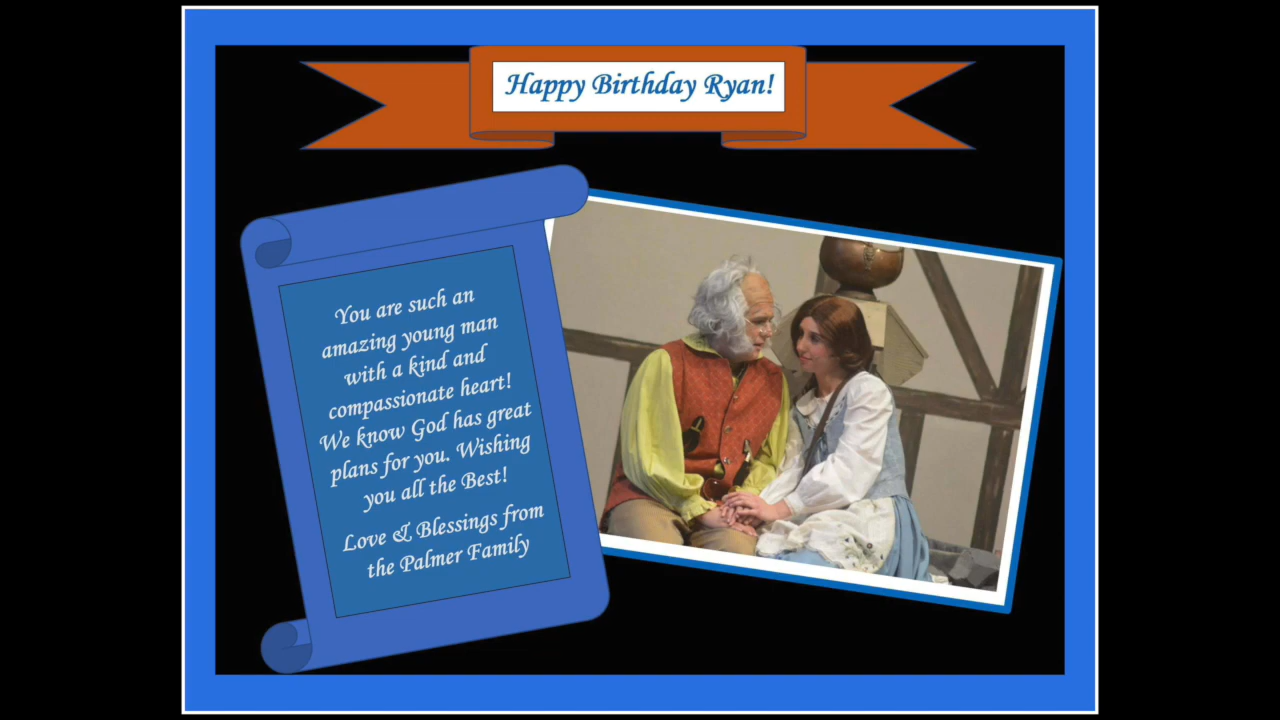 Happy Birthday Ryan!
You are such an
amazing young man
with a kind and
compassionate heart!
We know God has great
plans for you. Wishing
you all the Best!
Love & Blessings from
the Palmer Family